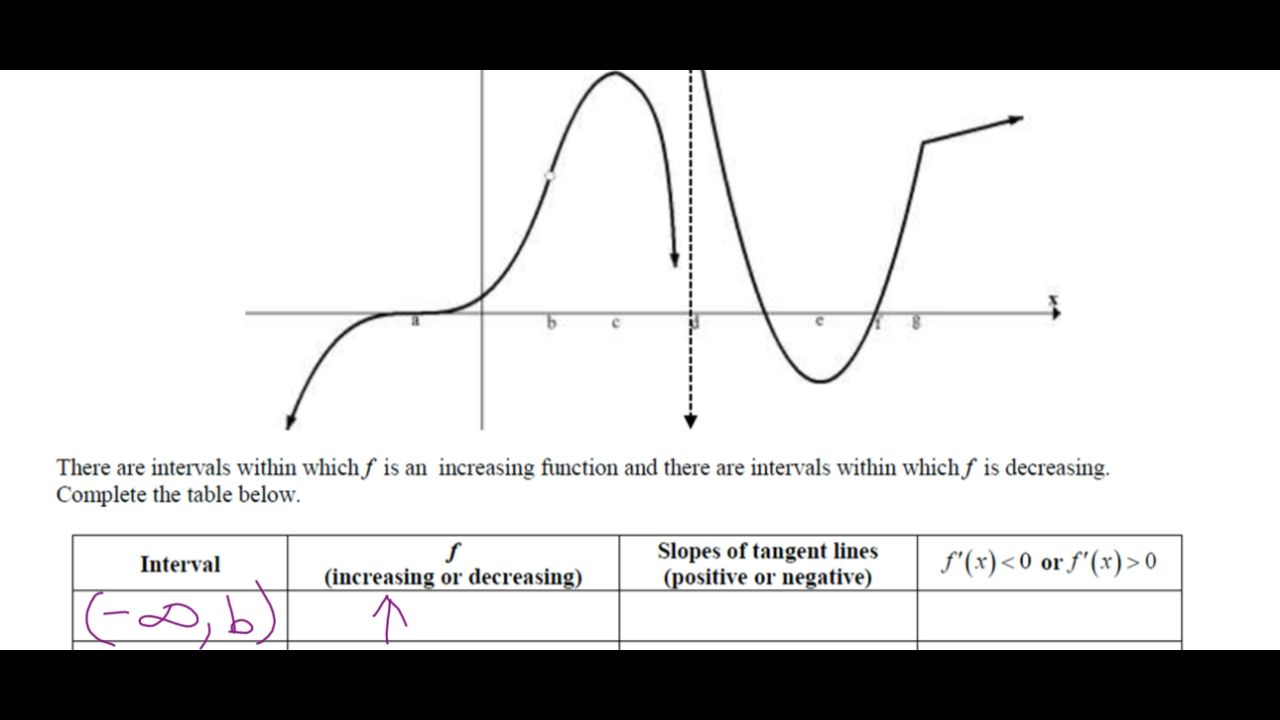 x
a b c d e f g
There are intervals within which f is an increasing function and there are intervals within which f is decreasing.
Complete the table below.
Interval f Slopes of tangent lines f'(x)<0 or f'(x)>0
(increasing or decreasing) (positive or negative)
(-∞, b) ↑